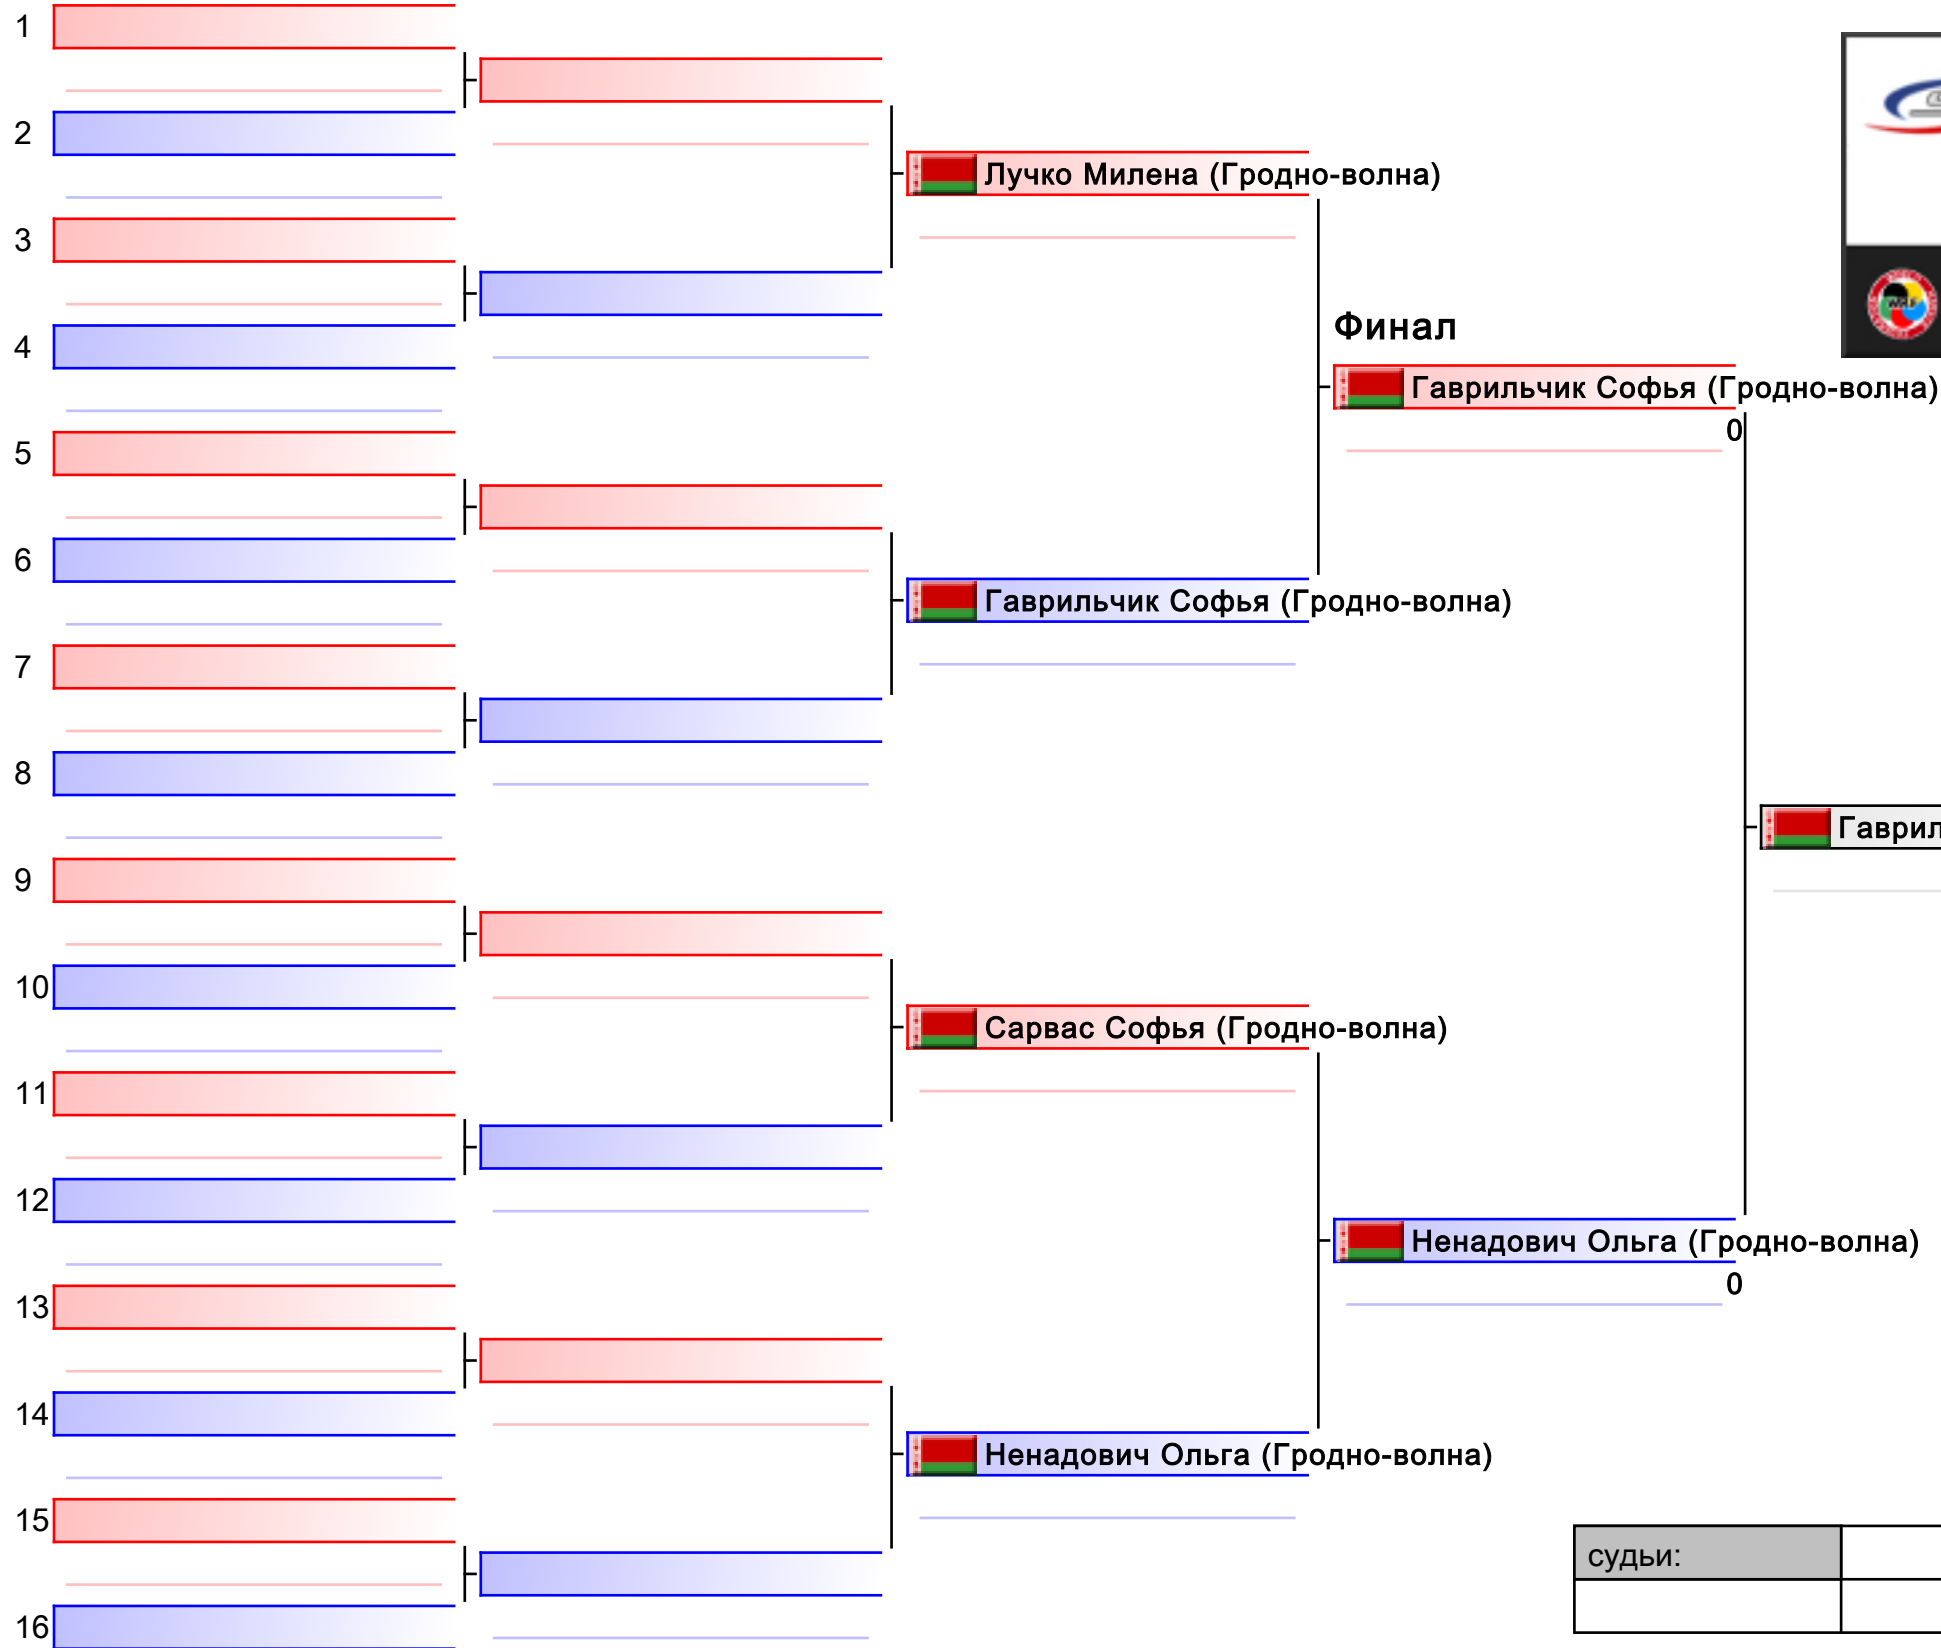 1
2
Лучко Милена (Гродно-волна)
3
Финал
4
Гаврильчик Софья (Гродно-волна)
0
5
6
Гаврильчик Софья (Гродно-волна)
7
8
Гаврил
9
10
Сарвас Софья (Гродно-волна)
11
12
Ненадович Ольга (Гродно-волна)
0
13
14
Ненадович Ольга (Гродно-волна)
15
судьи:
16